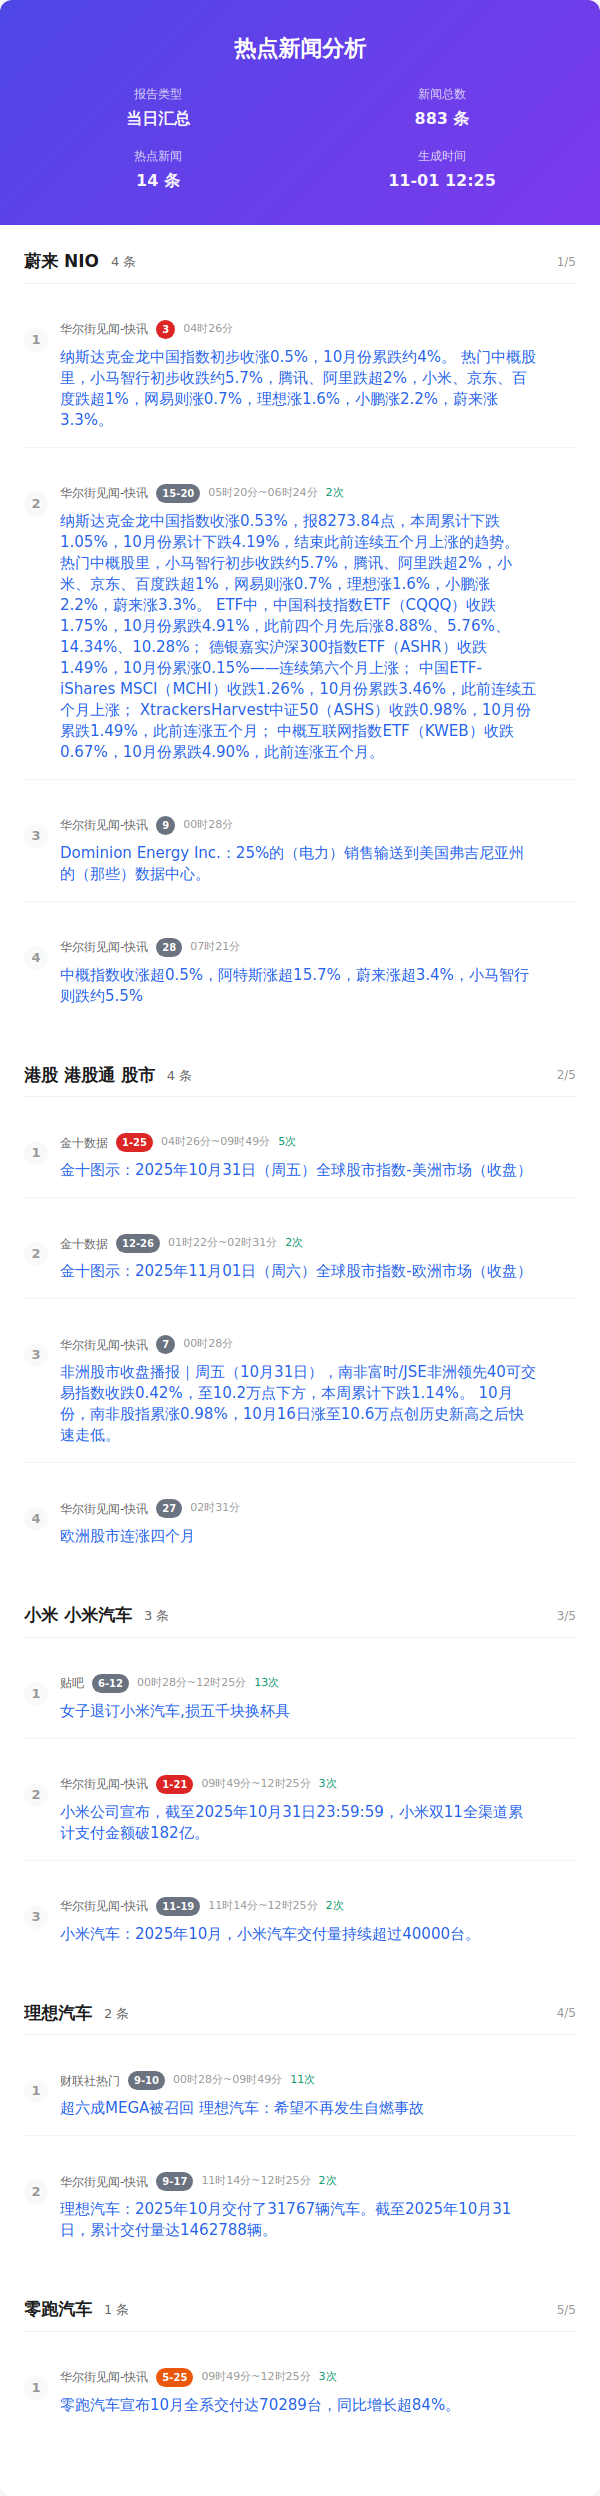 热点新闻分析
报告类型
新闻总数
当日汇总
883 条
热点新闻
生成时间
14 条
11-01 12:25
蔚来 NIO 4 条 1/5
1 华尔街见闻-快讯 3 04时26分
纳斯达克金龙中国指数初步收涨0.5%，10月份累跌约4%。 热门中概股
里，小马智行初步收跌约5.7%，腾讯、阿里跌超2%，小米、京东、百
度跌超1%，网易则涨0.7%，理想涨1.6%，小鹏涨2.2%，蔚来涨
3.3%。
2 华尔街见闻-快讯 15-20 05时20分~06时24分 2次
纳斯达克金龙中国指数收涨0.53%，报8273.84点，本周累计下跌
1.05%，10月份累计下跌4.19%，结束此前连续五个月上涨的趋势。
热门中概股里，小马智行初步收跌约5.7%，腾讯、阿里跌超2%，小
米、京东、百度跌超1%，网易则涨0.7%，理想涨1.6%，小鹏涨
2.2%，蔚来涨3.3%。 ETF中，中国科技指数ETF（CQQQ）收跌
1.75%，10月份累跌4.91%，此前四个月先后涨8.88%、5.76%、
14.34%、10.28%； 德银嘉实沪深300指数ETF（ASHR）收跌
1.49%，10月份累涨0.15%——连续第六个月上涨； 中国ETF-
iShares MSCI（MCHI）收跌1.26%，10月份累跌3.46%，此前连续五
个月上涨； XtrackersHarvest中证50（ASHS）收跌0.98%，10月份
累跌1.49%，此前连涨五个月； 中概互联网指数ETF（KWEB）收跌
0.67%，10月份累跌4.90%，此前连涨五个月。
3 华尔街见闻-快讯 9 00时28分
Dominion Energy Inc.：25%的（电力）销售输送到美国弗吉尼亚州
的（那些）数据中心。
4 华尔街见闻-快讯 28 07时21分
中概指数收涨超0.5%，阿特斯涨超15.7%，蔚来涨超3.4%，小马智行
则跌约5.5%
港股 港股通 股市 4 条 2/5
1 金十数据 1-25 04时26分~09时49分 5次
金十图示：2025年10月31日（周五）全球股市指数-美洲市场（收盘）
2 金十数据 12-26 01时22分~02时31分 2次
金十图示：2025年11月01日（周六）全球股市指数-欧洲市场（收盘）
3 华尔街见闻-快讯 7 00时28分
非洲股市收盘播报｜周五（10月31日），南非富时/JSE非洲领先40可交
易指数收跌0.42%，至10.2万点下方，本周累计下跌1.14%。 10月
份，南非股指累涨0.98%，10月16日涨至10.6万点创历史新高之后快
速走低。
4 华尔街见闻-快讯 27 02时31分
欧洲股市连涨四个月
小米 小米汽车 3 条 3/5
1 贴吧 6-12 00时28分~12时25分 13次
女子退订小米汽车,损五千块换杯具
2 华尔街见闻-快讯 1-21 09时49分~12时25分 3次
小米公司宣布，截至2025年10月31日23:59:59，小米双11全渠道累
计支付金额破182亿。
3 华尔街见闻-快讯 11-19 11时14分~12时25分 2次
小米汽车：2025年10月，小米汽车交付量持续超过40000台。
理想汽车 2 条 4/5
1 财联社热门 9-10 00时28分~09时49分 11次
超六成MEGA被召回 理想汽车：希望不再发生自燃事故
2 华尔街见闻-快讯 9-17 11时14分~12时25分 2次
理想汽车：2025年10月交付了31767辆汽车。截至2025年10月31
日，累计交付量达1462788辆。
零跑汽车 1 条 5/5
1 华尔街见闻-快讯 5-25 09时49分~12时25分 3次
零跑汽车宣布10月全系交付达70289台，同比增长超84%。